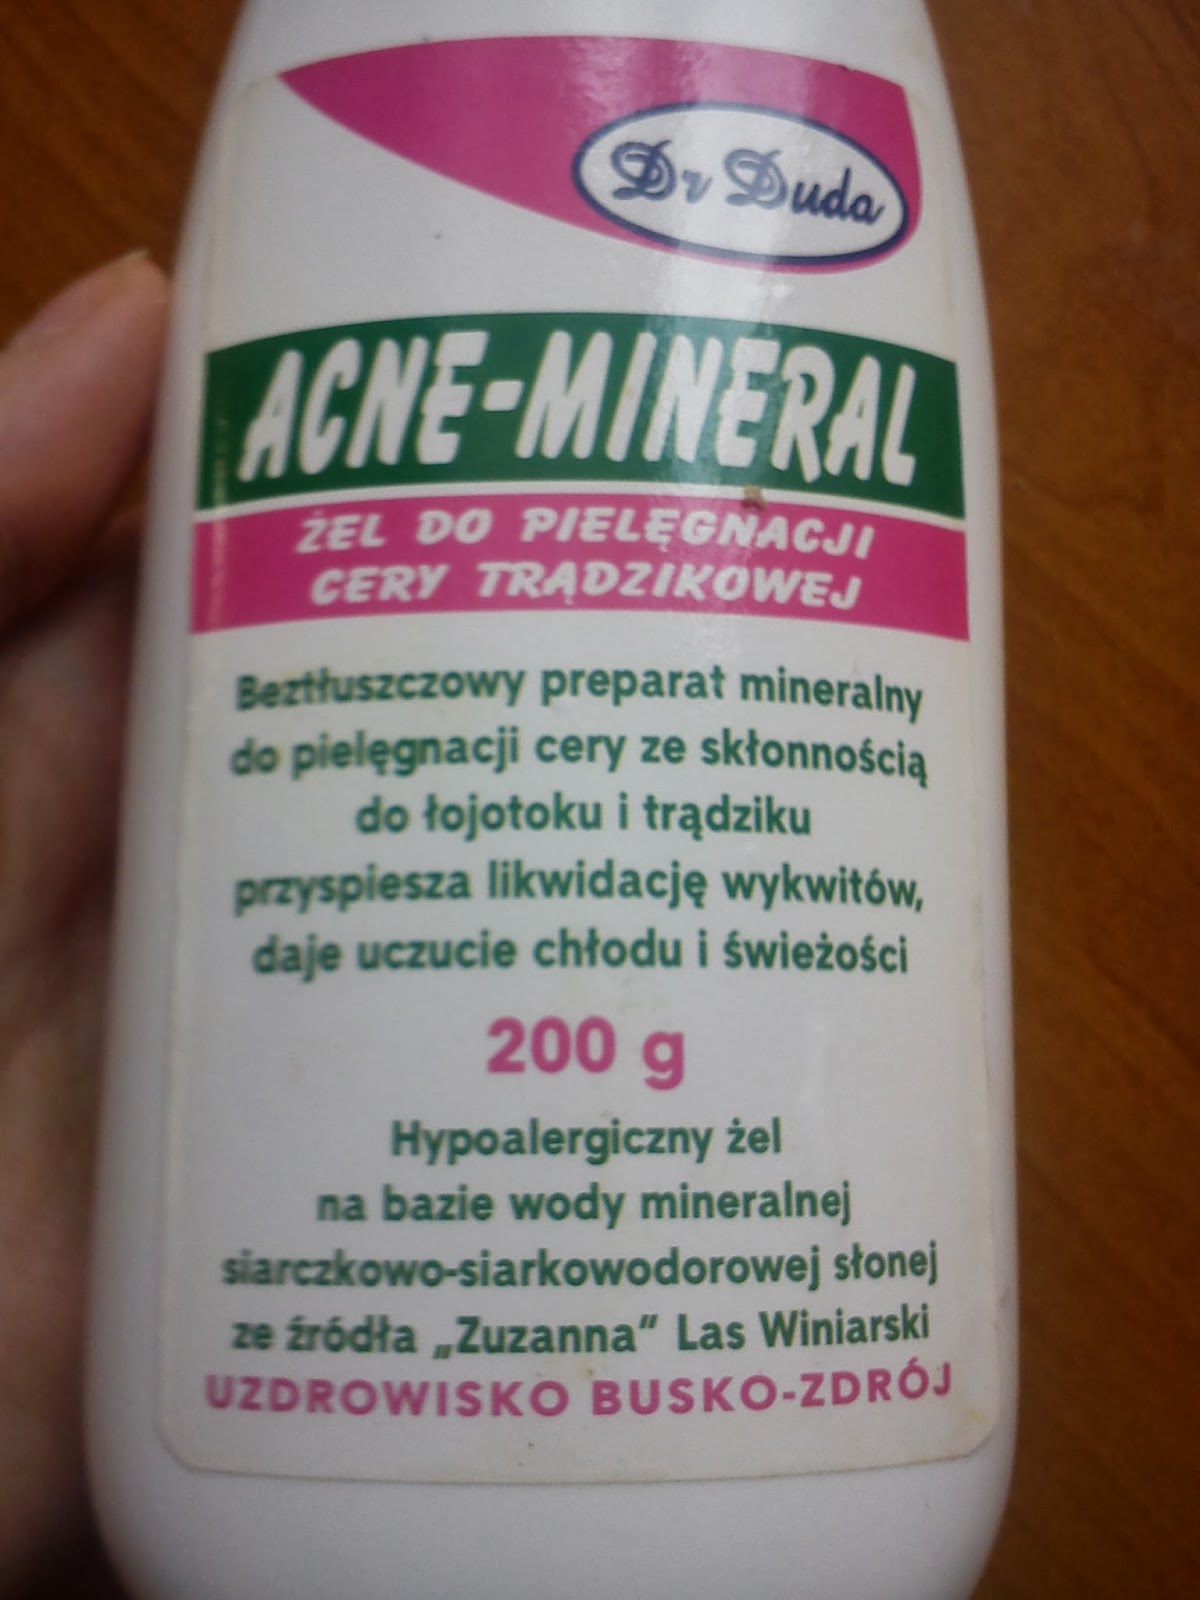 Dr Duda
ACNE-MINERAL
ŻEL DO PIELĘGNACJI
CERY TRĄDZIKOWEJ
Beztłuszczowy preparat mineralny
do pielęgnacji cery ze skłonnością
do łojotoku i trądziku
przyspiesza likwidację wykwitów,
daje uczucie chłodu i świeżości
200 g
Hypoalergiczny żel
na bazie wody mineralnej
siarczkowo-siarkowodorowej słonej
ze źródła „Zuzanna” Las Winiarski
UZDROWISKO BUSKO-ZDRÓJ